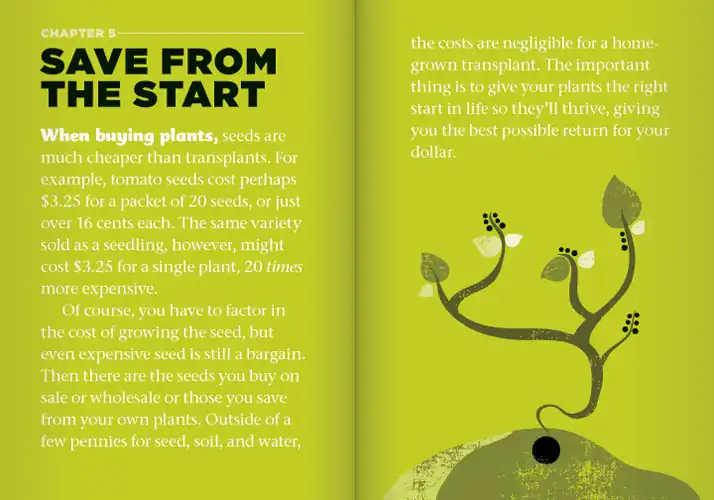 CHAPTER 5
SAVE FROM
THE START
When buying plants, seeds are
much cheaper than transplants. For
example, tomato seeds cost perhaps
$3.25 for a packet of 20 seeds, or just
over 16 cents each. The same variety
sold as a seedling, however, might
cost $3.25 for a single plant, 20 times
more expensive.
Of course, you have to factor in
the cost of growing the seed, but
even expensive seed is still a bargain.
Then there are the seeds you buy on
sale or wholesale or those you save
from your own plants. Outside of a
few pennies for seed, soil, and water,
the costs are negligible for a home-
grown transplant. The important
thing is to give your plants the right
start in life so they'll thrive, giving
you the best possible return for your
dollar.